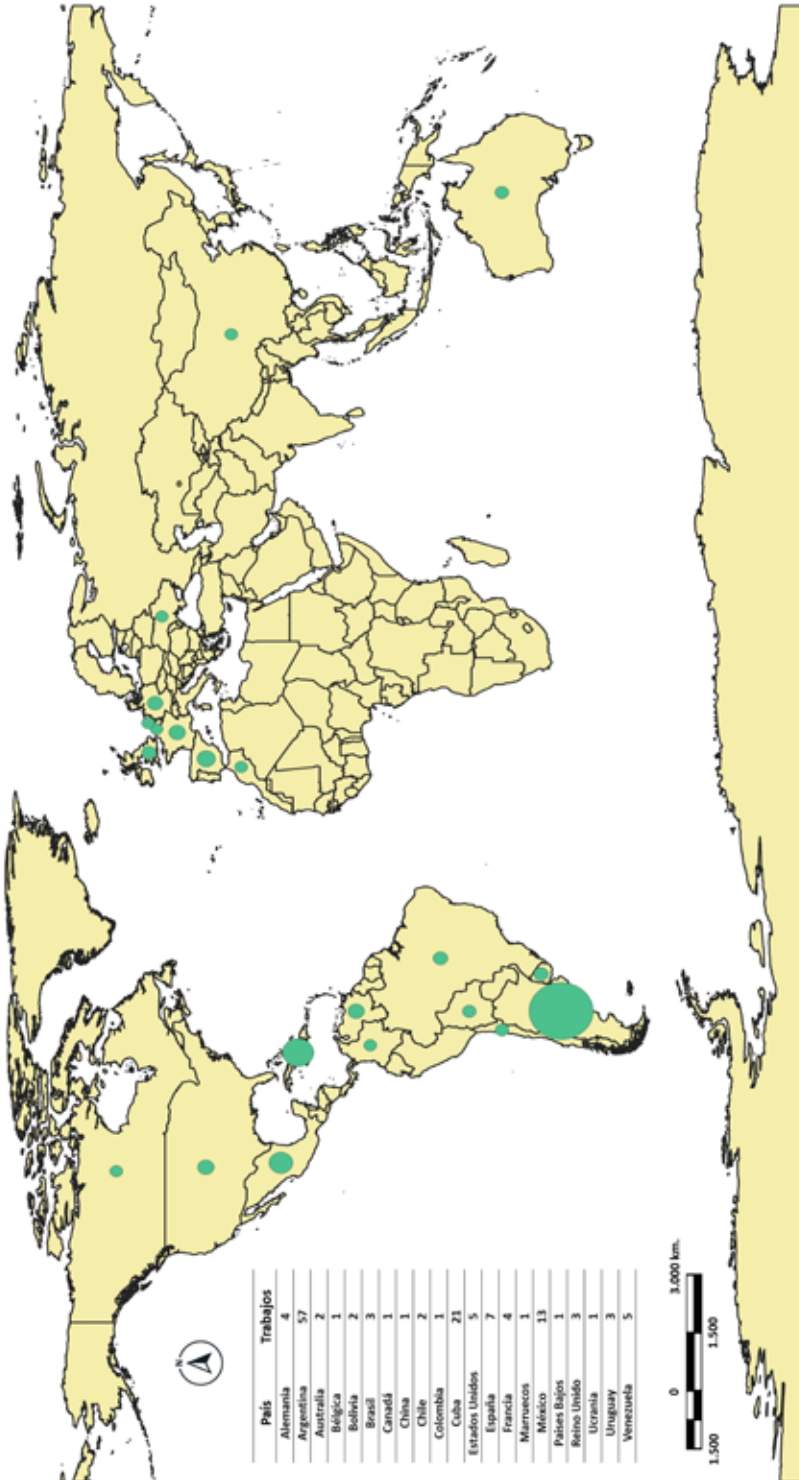 N
País Trabajos
Alemania 4
Argentina 57
Australia 2
Bélgica 1
Bolivia 2
Brasil 3
Canadá 1
China 1
Chile 2
Colombia 1
Cuba 21
Estados Unidos 5
España 7
Francia 4
Marruecos 1
México 13
Paises Bajos 1
Reino Unido 3
Ucrania 1
Uruguay 3
Venezuela 5
1.500 0 1.500 3.000 km.